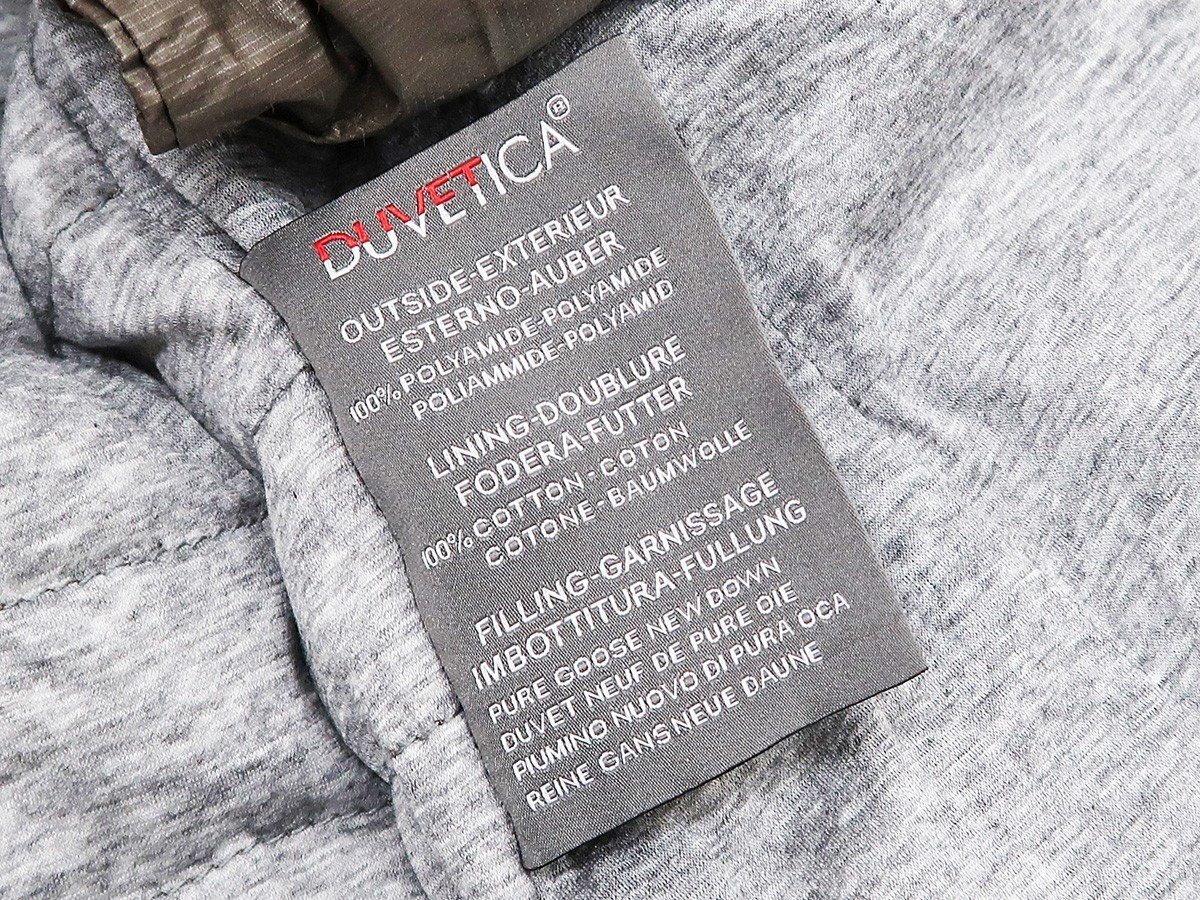 DUVETICA®
OUTSIDE-EXTERIEUR
ESTERNO-AUBER
100% POLYAMIDE-POLYAMIDE
POLIAMMIDE-POLYAMID
LINING-DOUBLURE
FODERA-FUTTER
100% COTTON-COTON
COTONE-BAUMWOLLE
FILLING-GARNISSAGE
IMBOTTITURA-FULLUNG
PURE GOOSE NEW DOWN
DUVET NEUF DE PURE OIE
PIUMINO NUOVO DI PURA OCA
REINE GANSNEUE DAUNE